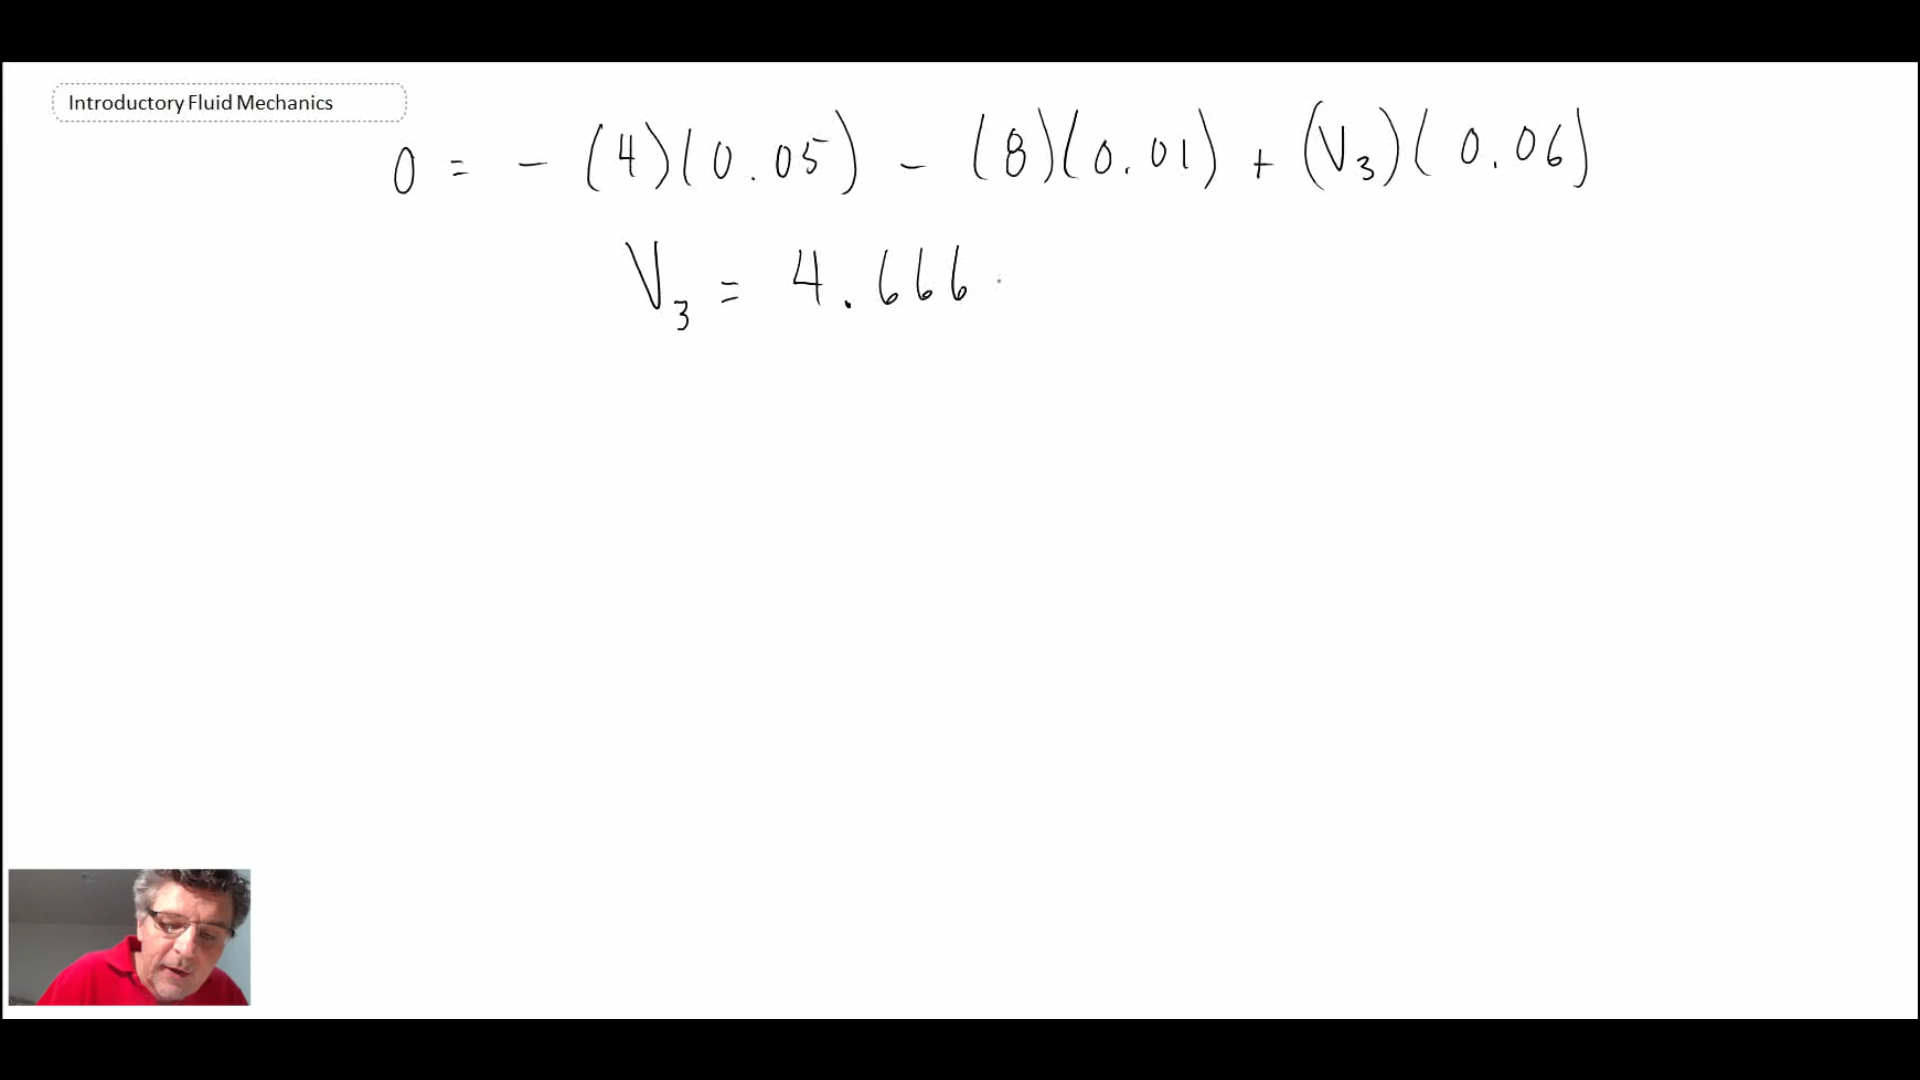 Introductory Fluid Mechanics
0 = - (4)(0.05) - (8)(0.01) + (V₃)(0.06)
V₃ = 4.666